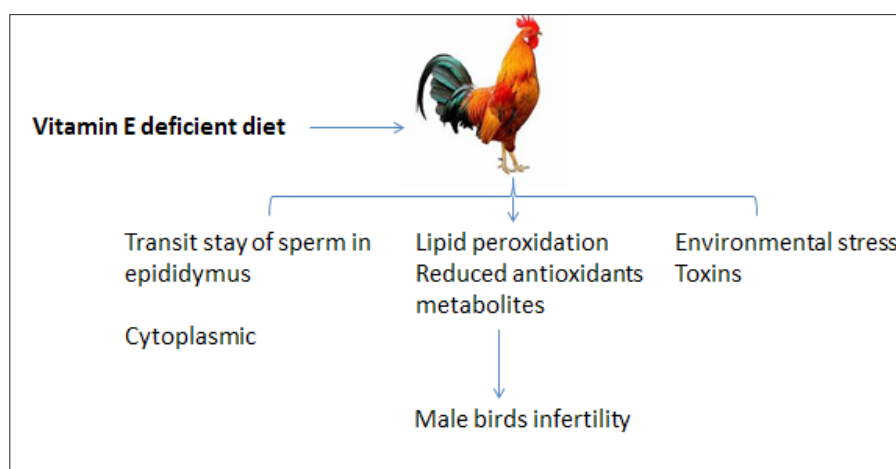 Vitamin E deficient diet
Transit stay of sperm in
epididymus
Cytoplasmic
Lipid peroxidation
Reduced antioxidants
metabolites
Environmental stress
Toxins
Male birds infertility